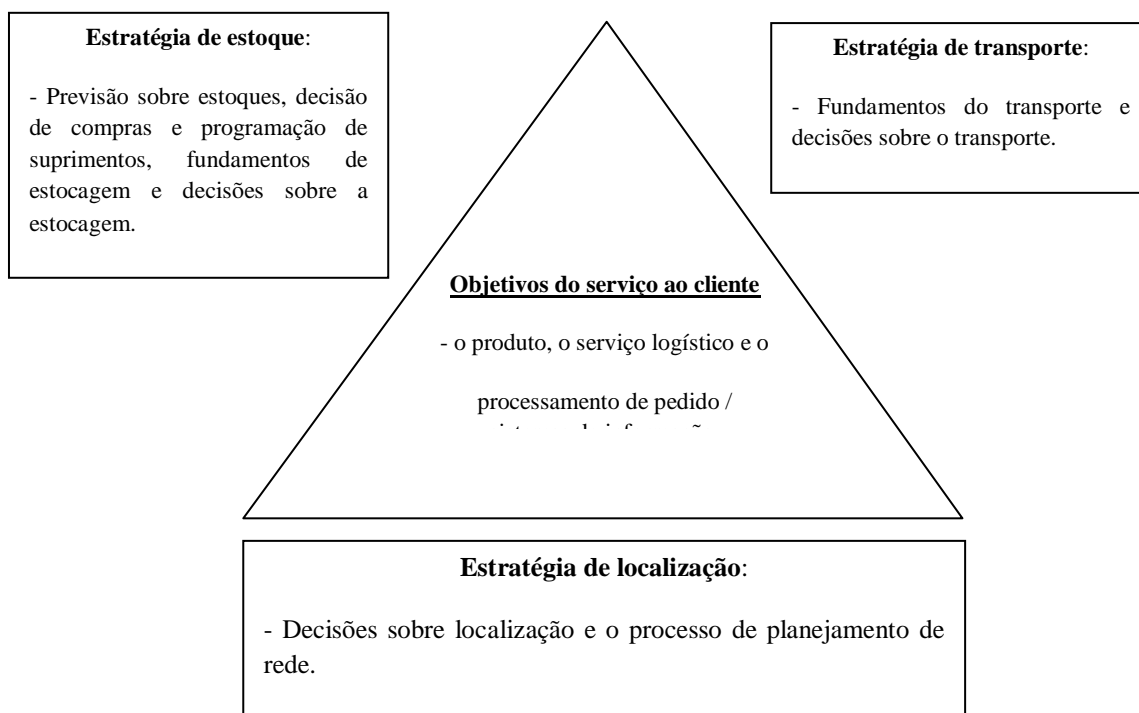 Estratégia de estoque:
- Previsão sobre estoques, decisão
de compras e programação de
suprimentos, fundamentos de
estocagem e decisões sobre a
estocagem.
Estratégia de transporte:
- Fundamentos do transporte e
decisões sobre o transporte.
Objetivos do serviço ao cliente
- o produto, o serviço logístico e o
processamento de pedido /
Estratégia de localização:
- Decisões sobre localização e o processo de planejamento de
rede.